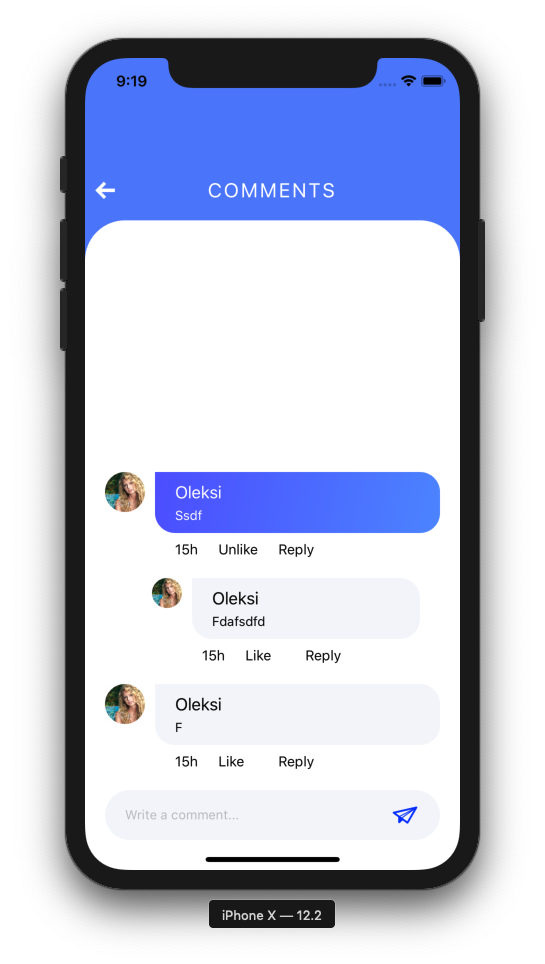 9:19
COMMENTS
Oleksi
Ssdf
15h Unlike Reply
Oleksi
Fdafsdfd
15h Like Reply
Oleksi
F
15h Like Reply
Write a comment...
iPhone X — 12.2